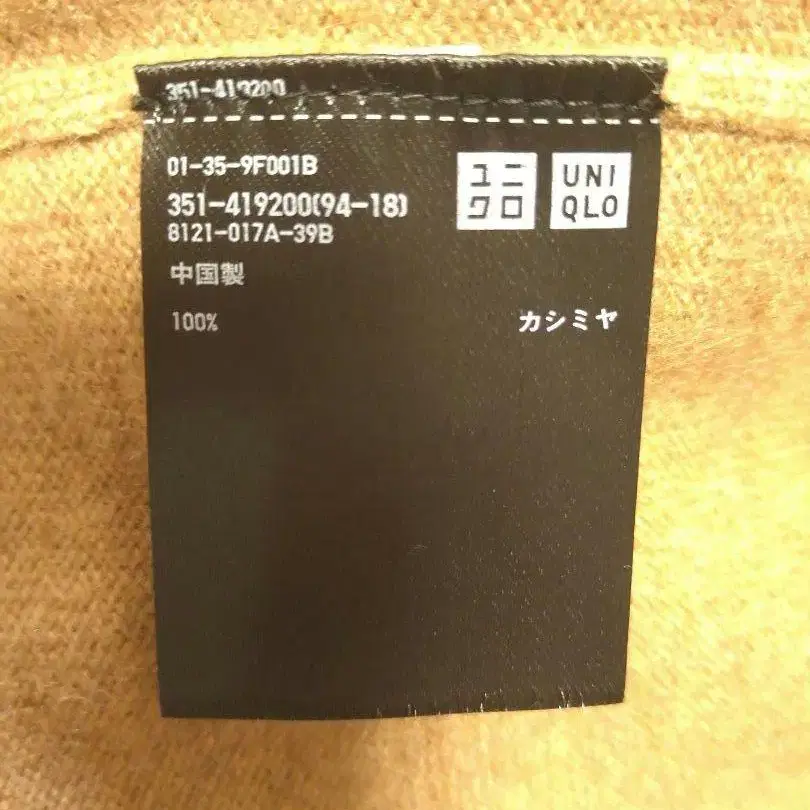 351-419200
01-35-9F001B
351-419200(94-18)
8121-017A-39B
中国製
100% カシミヤ
ユニ
クロ
UNI
QLO